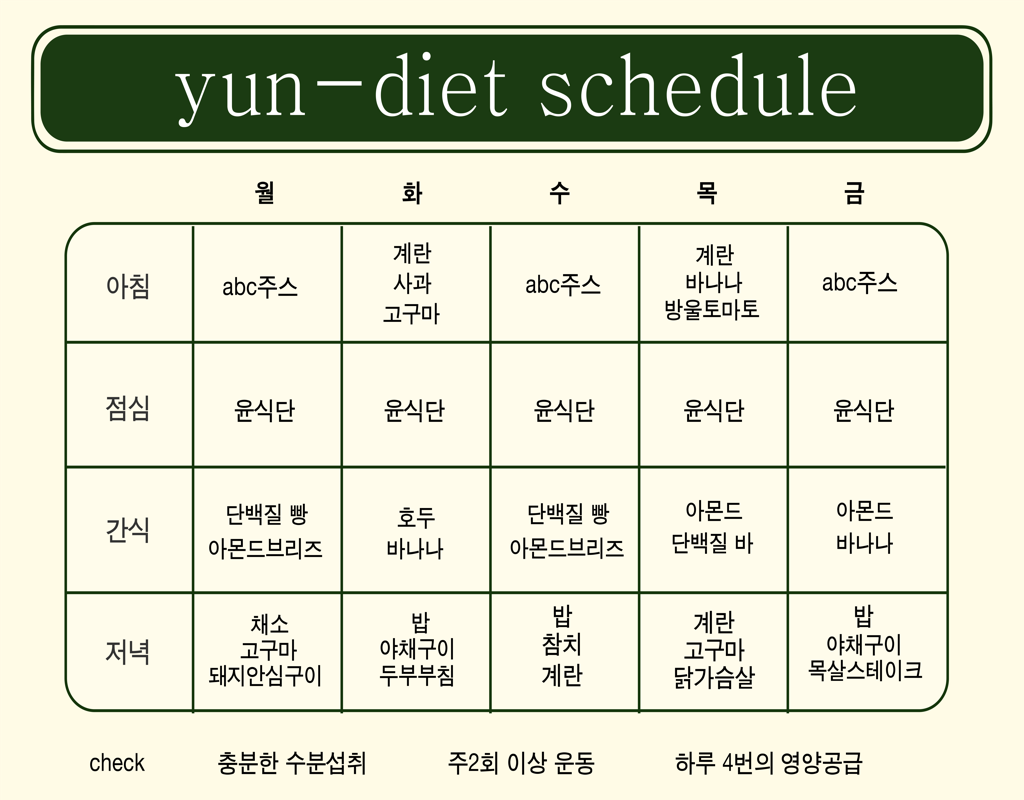 yun-diet schedule
월 화 수 목 금
아침
abc주스
계란
사과
고구마
abc주스
계란
바나나
방울토마토
abc주스
점심
윤식단
윤식단
윤식단
윤식단
윤식단
간식
단백질 빵
아몬드브리즈
호두
바나나
단백질 빵
아몬드브리즈
아몬드
단백질 바
아몬드
바나나
저녁
채소
고구마
돼지안심구이
밥
야채구이
두부부침
밥
참치
계란
계란
고구마
닭가슴살
밥
야채구이
목살스테이크
check 충분한 수분섭취 주2회 이상 운동 하루 4번의 영양공급